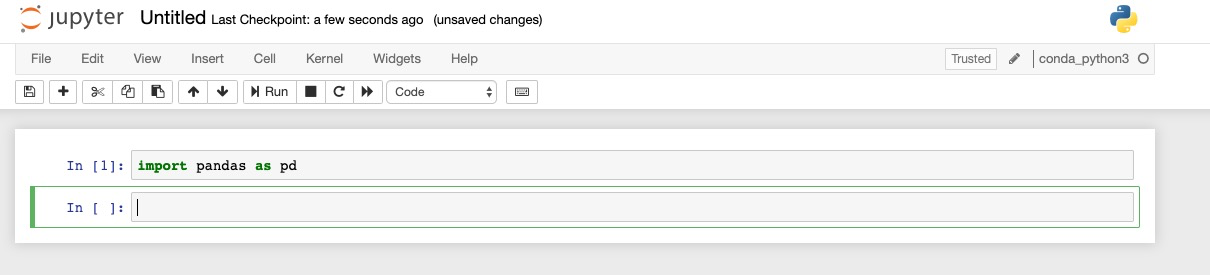 jupyter Untitled Last Checkpoint: a few seconds ago (unsaved changes)
File Edit View Insert Cell Kernel Widgets Help Trusted conda_python3
Run Code
In [1]: import pandas as pd
In [ ]: